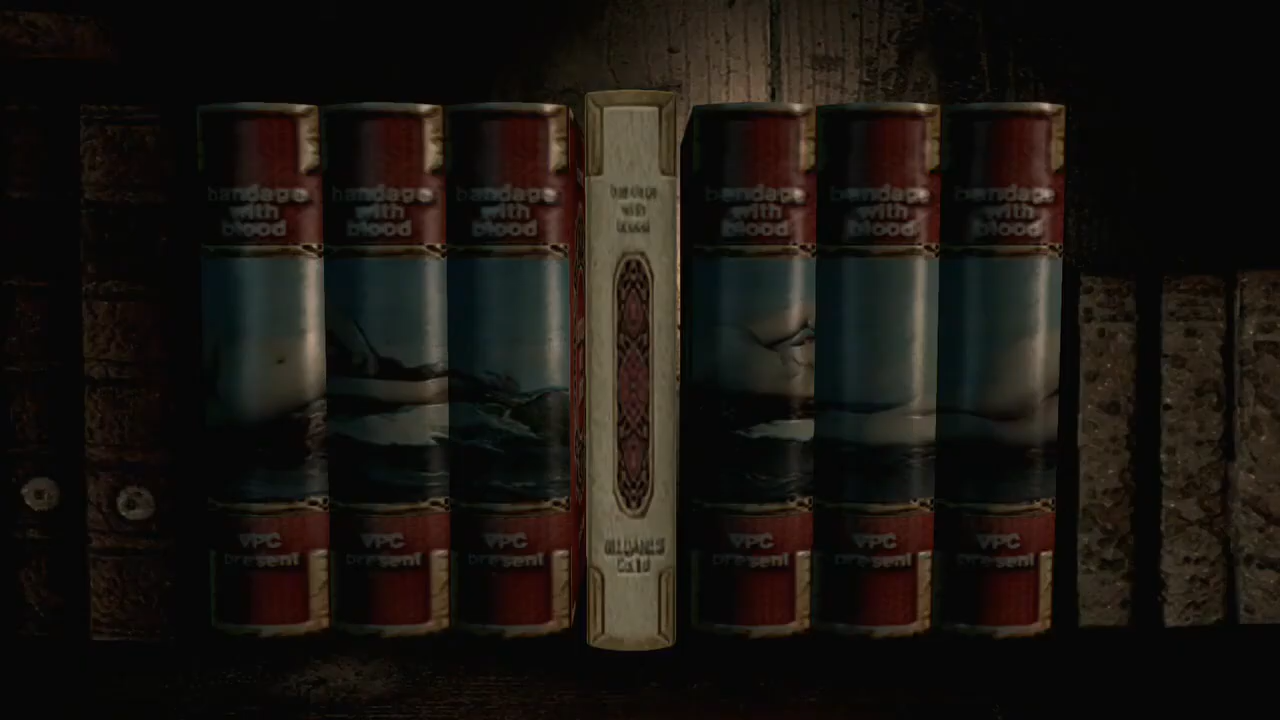 bandage
with
blood
bandage
with
blood
bandage
with
blood
bandage
with
blood
bandage
with
blood
bandage
with
blood
bandage
with
blood
VPC
present
VPC
present
VPC
present
VPC
present
VPC
present
VPC
present